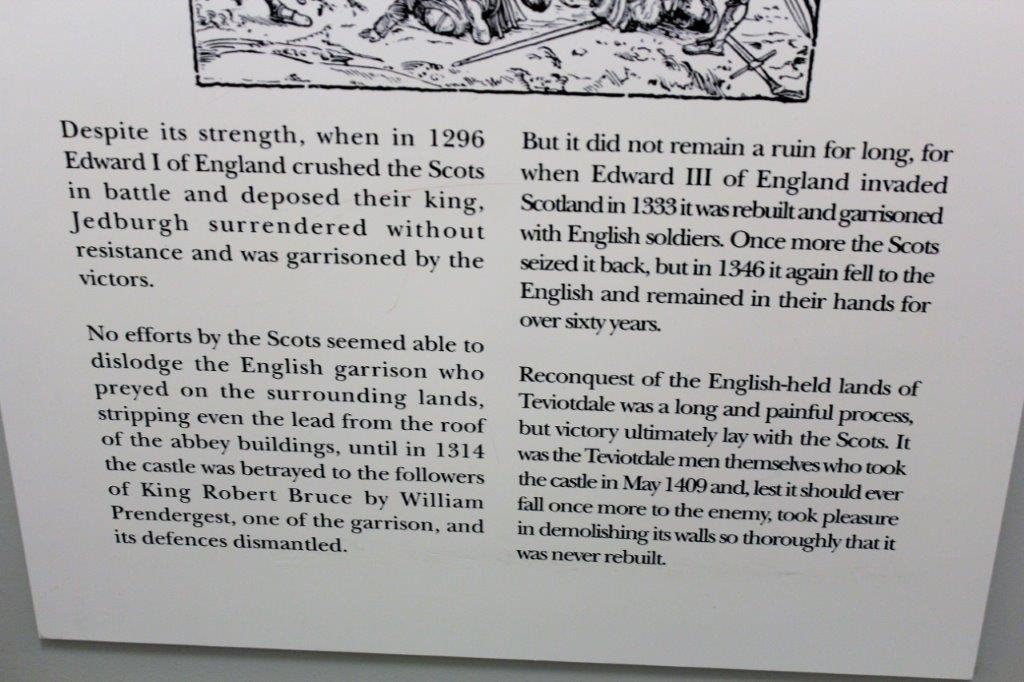 Despite its strength, when in 1296
Edward I of England crushed the Scots
in battle and deposed their king,
Jedburgh surrendered without
resistance and was garrisoned by the
victors.
No efforts by the Scots seemed able to
dislodge the English garrison who
preyed on the surrounding lands,
stripping even the lead from the roof
of the abbey buildings, until in 1314
the castle was betrayed to the followers
of King Robert Bruce by William
Prendergest, one of the garrison, and
its defences dismantled.
But it did not remain a ruin for long, for
when Edward III of England invaded
Scotland in 1333 it was rebuilt and garrisoned
with English soldiers. Once more the Scots
seized it back, but in 1346 it again fell to the
English and remained in their hands for
over sixty years.
Reconquest of the English-held lands of
Teviotdale was a long and painful process,
but victory ultimately lay with the Scots. It
was the Teviotdale men themselves who took
the castle in May 1409 and, lest it should ever
fall once more to the enemy, took pleasure
in demolishing its walls so thoroughly that it
was never rebuilt.